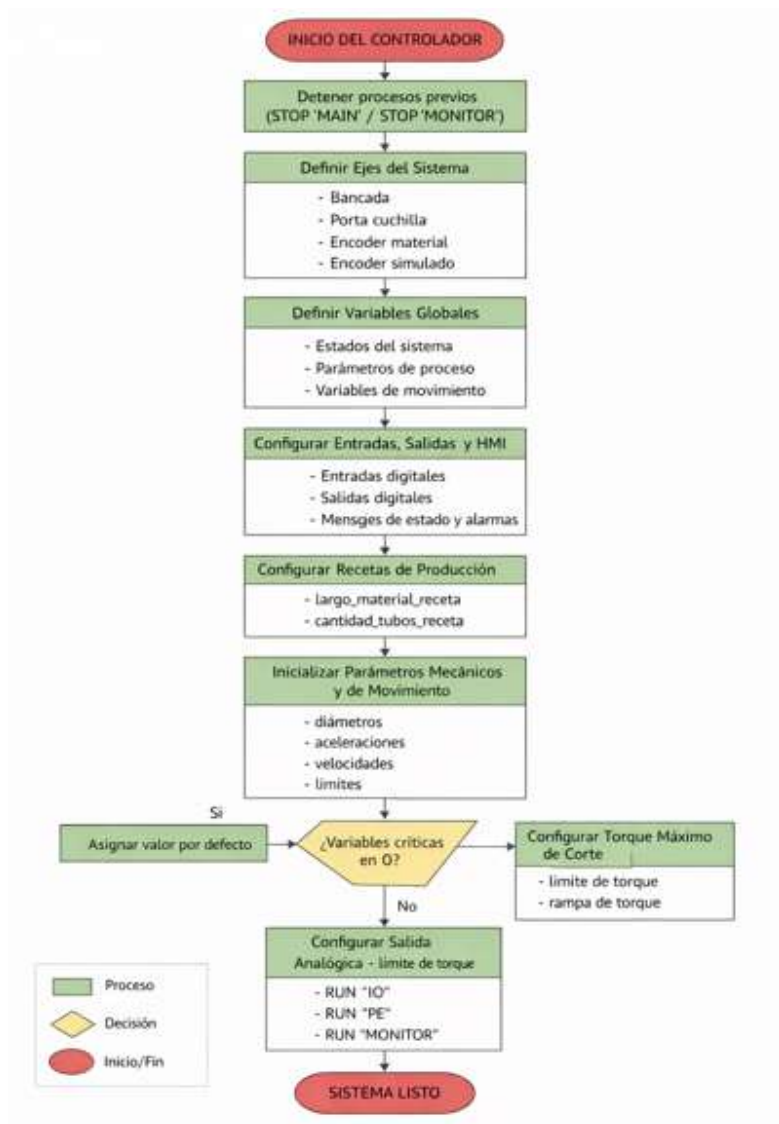 INICIO DEL CONTROLADOR
Detener procesos previos
(STOP 'MAIN' / STOP 'MONITOR')
Definir Ejes del Sistema
- Bancada
- Porta cuchilla
- Encoder material
- Encoder simulado
Definir Variables Globales
- Estados del sistema
- Parámetros de proceso
- Variables de movimiento
Configurar Entradas, Salidas y HMI
- Entradas digitales
- Salidas digitales
- Mensges de estado y alarmas
Configurar Recetas de Producción
- largo_material_receta
- cantidad_tubos_receta
Inicializar Parámetros Mecánicos
y de Movimiento
- diámetros
- aceleraciones
- velocidades
- limites
Si
Asignar valor por defecto
¿Variables críticas
en 0?
Configurar Torque Máximo
de Corte
- limite de torque
- rampa de torque
No
Configurar Salida
Analógica - limite de torque
- RUN "IO"
- RUN "PE"
- RUN "MONITOR"
Proceso
Decisión
Inicio/Fin
SISTEMA LISTO